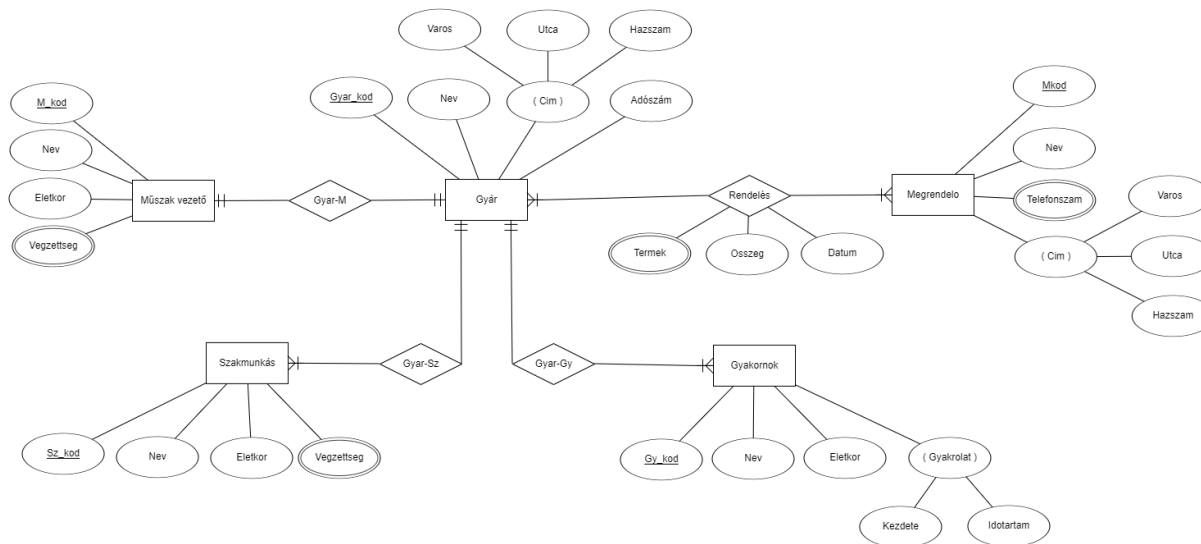 Varos
Utca
Hazszam
Gyar_kod
Nev
( Cim )
Adószám
M_kod
Nev
Eletkor
Vegzettseg
Műszak vezető
Gyar-M
Gyár
Rendelés
Termek
Osszeg
Datum
Megrendelo
Mkod
Nev
Telefonszam
( Cim )
Varos
Utca
Hazszam
Szakmunkás
Gyar-Sz
Gyar-Gy
Gyakornok
Sz_kod
Nev
Eletkor
Vegzettseg
Gy_kod
Nev
Eletkor
( Gyakrolat )
Kezdete
Idotartam